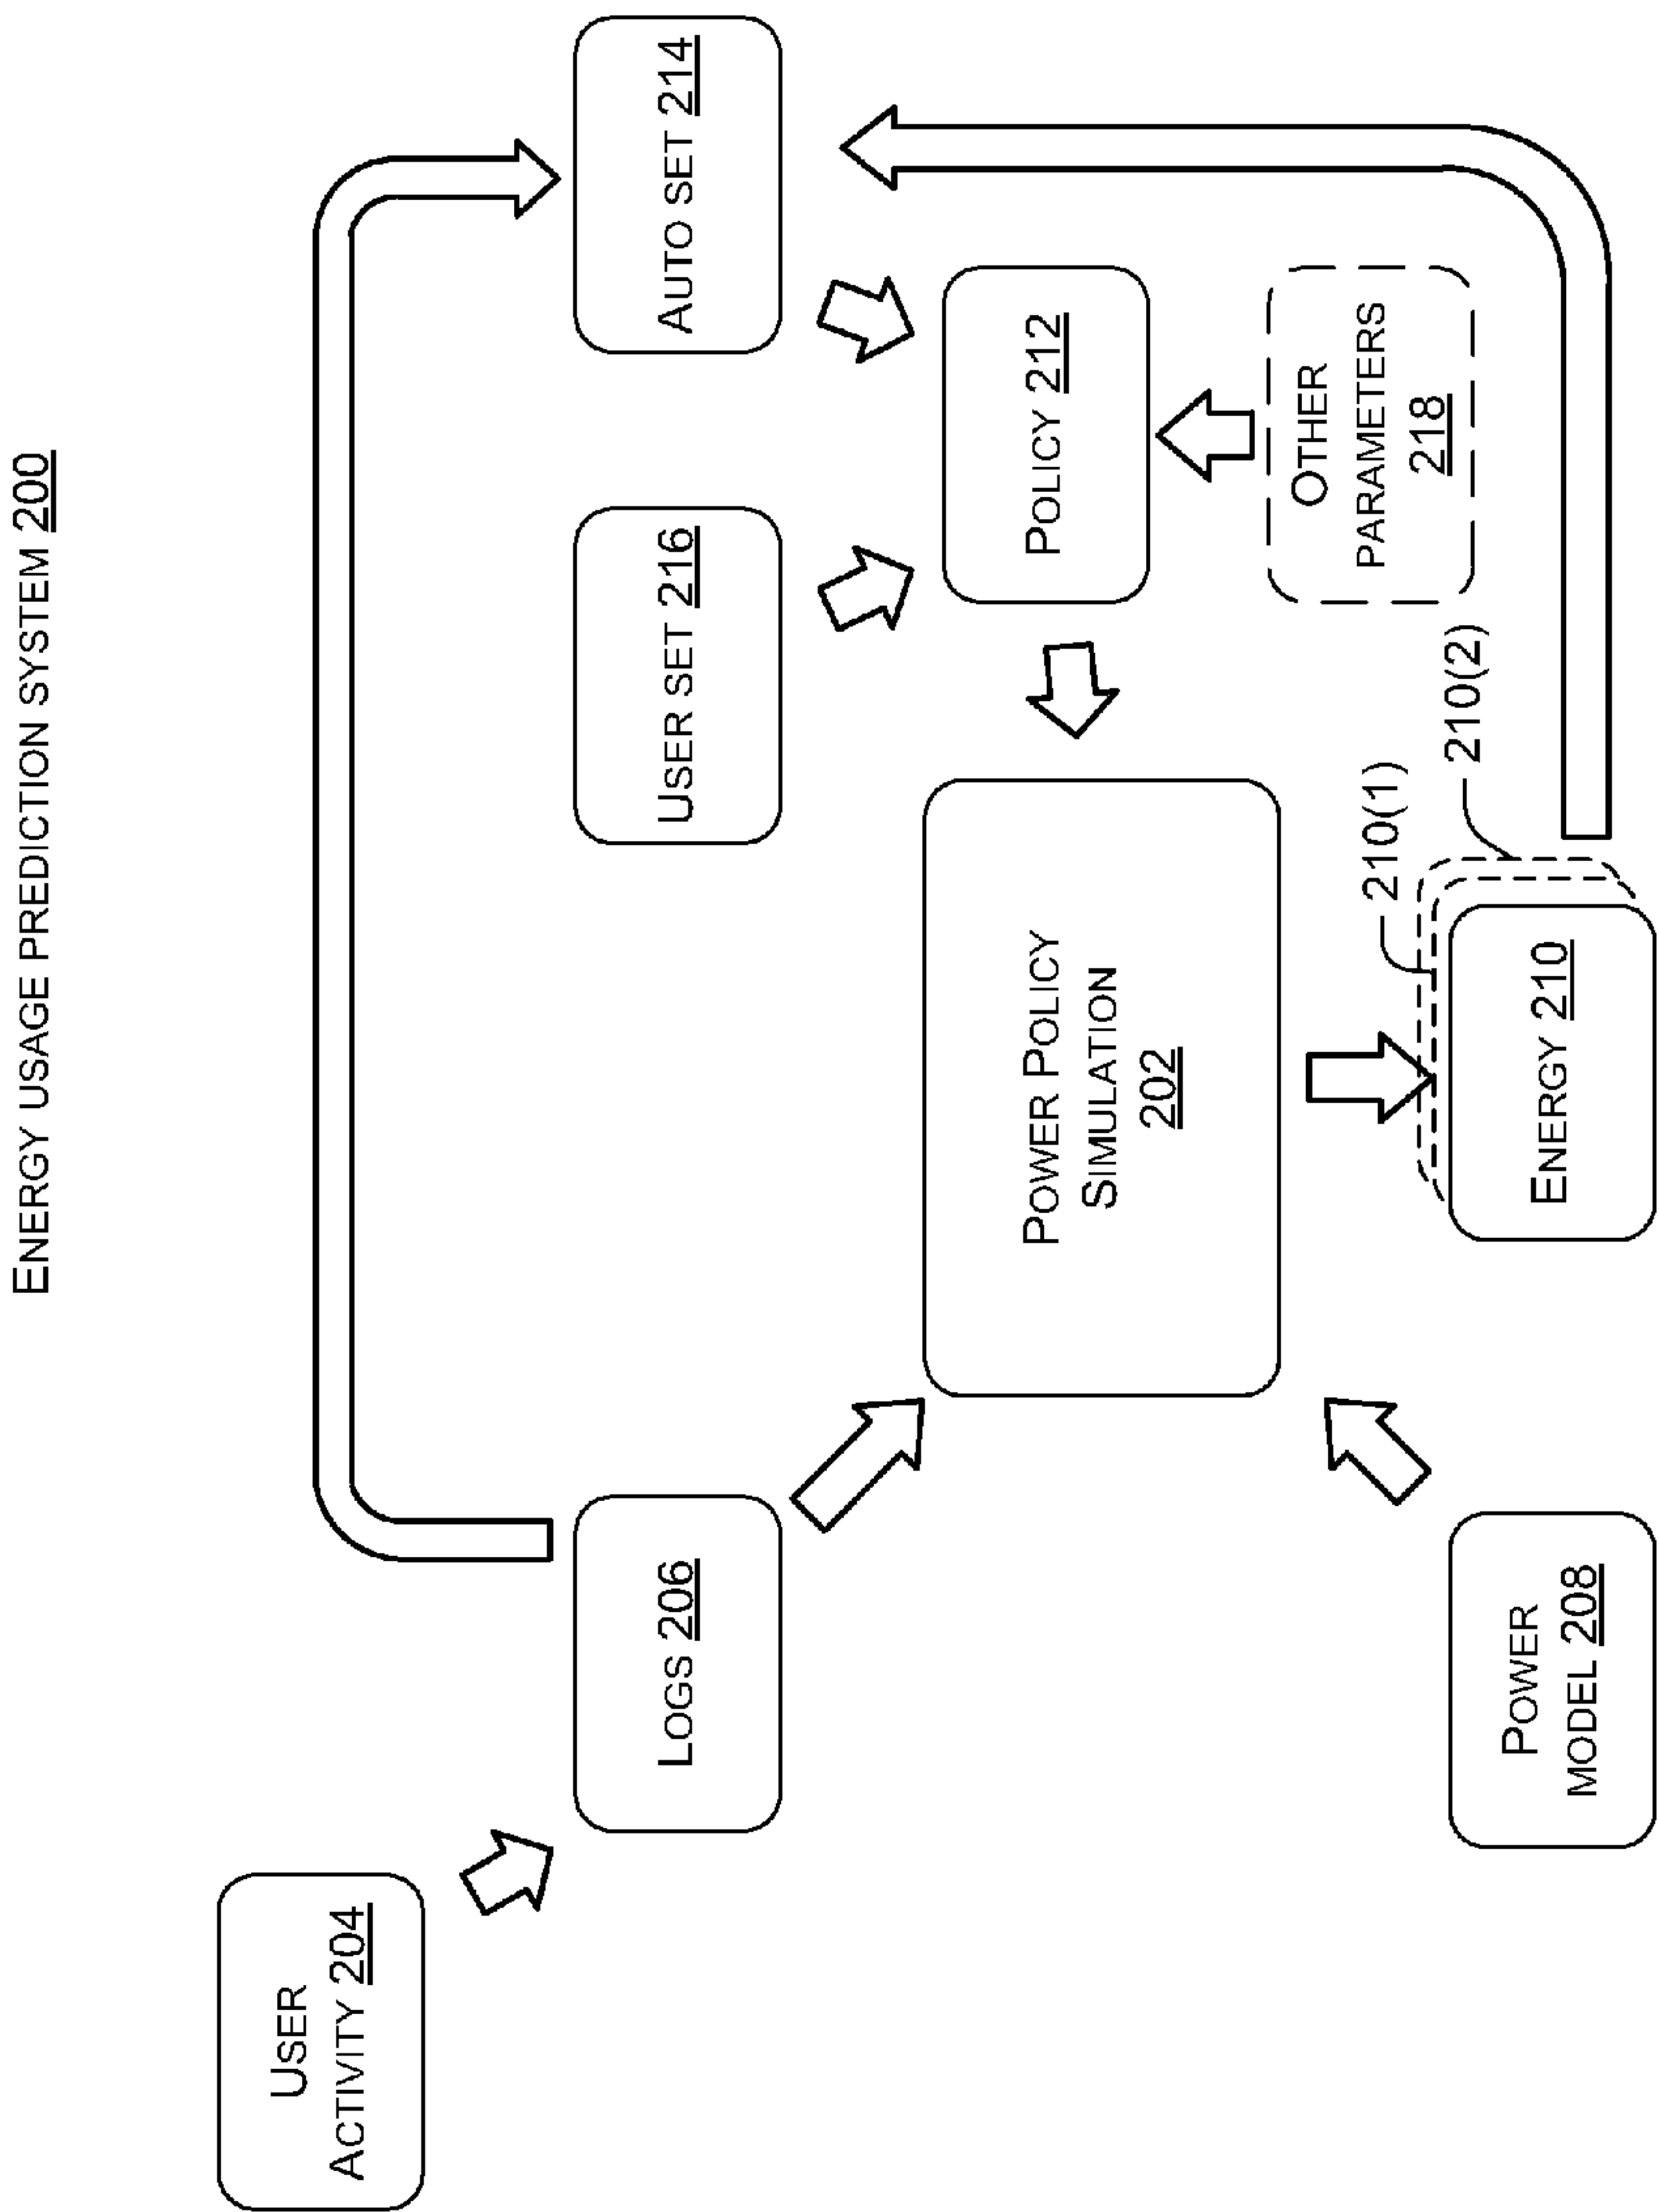 ENERGY USAGE PREDICTION SYSTEM 200
USER
ACTIVITY 204
LOGS 206
USER SET 216
AUTO SET 214
POWER POLICY
SIMULATION
202
POLICY 212
OTHER
PARAMETERS
218
POWER
MODEL 208
ENERGY 210
210(1)
210(2)